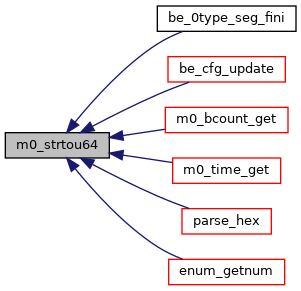 be_0type_seg_fini
be_cfg_update
m0_bcount_get
m0_strtou64
m0_time_get
parse_hex
enum_getnum